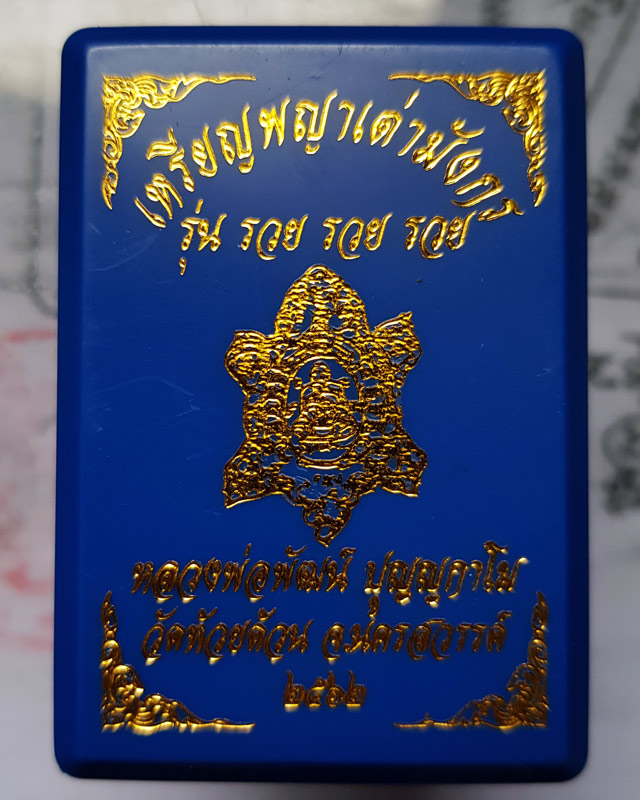 เหรียญพญาเต่ามังกร
รุ่น รวย รวย รวย
หลวงพ่อพัฒน์ ปุญญกาโม
วัดห้วยด้วน จ.นครสวรรค์
๒๕๖๒